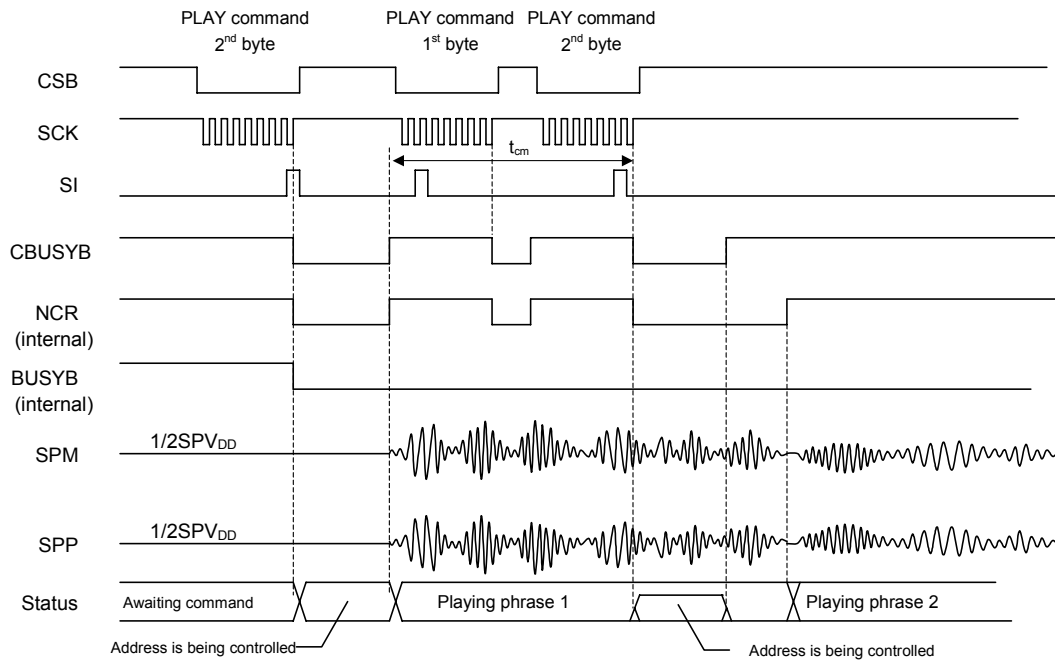 PLAY command
2nd byte
PLAY command
1st byte
PLAY command
2nd byte
CSB
SCK
tcm
SI
CBUSYB
NCR
(internal)
BUSYB
(internal)
1/2SPVDD
SPM
1/2SPVDD
SPP
Status
Awaiting command
Playing phrase 1
Playing phrase 2
Address is being controlled
Address is being controlled